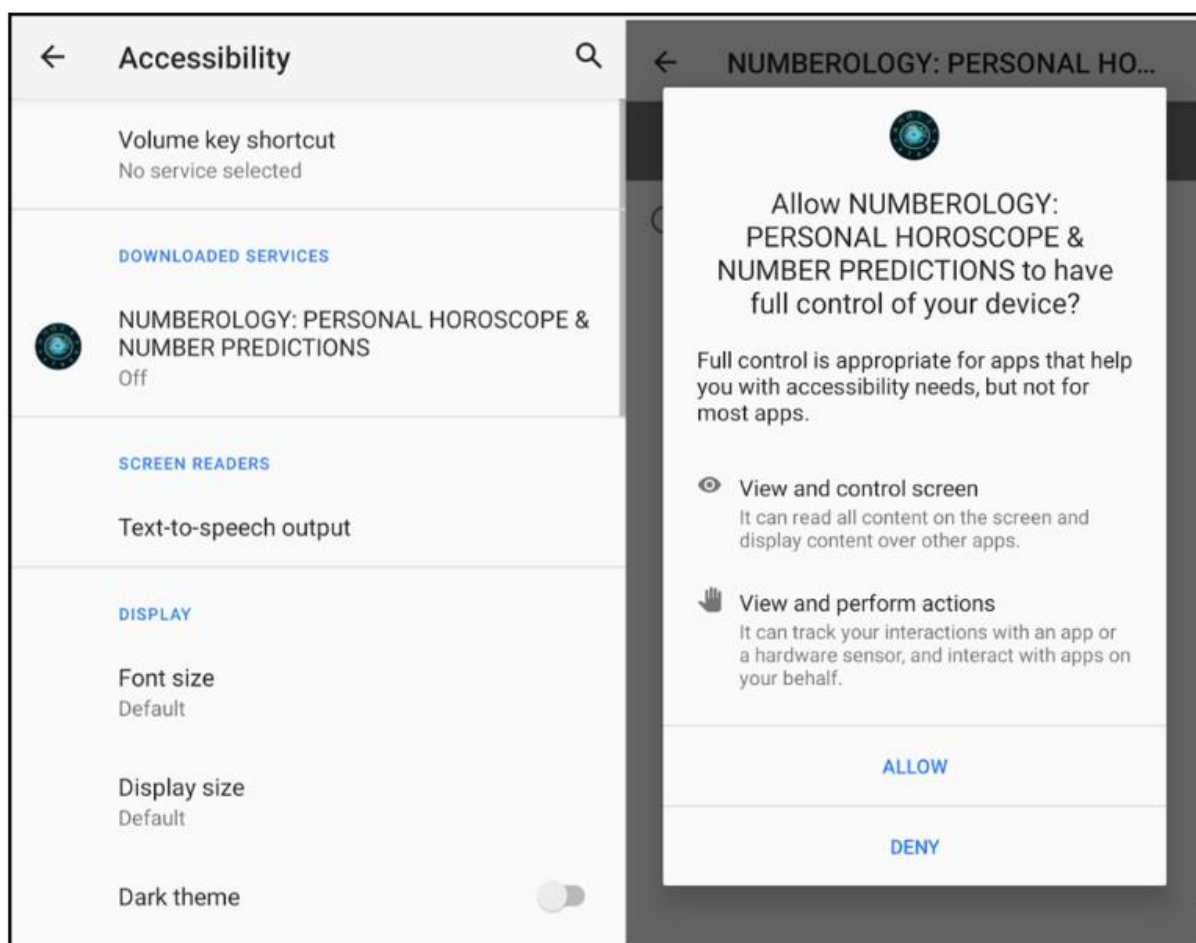 Accessibility
Volume key shortcut
No service selected
DOWNLOADED SERVICES
NUMBEROLOGY: PERSONAL HOROSCOPE &
NUMBER PREDICTIONS
Off
SCREEN READERS
Text-to-speech output
DISPLAY
Font size
Default
Display size
Default
Dark theme
NUMBEROLOGY: PERSONAL HO...
Allow NUMBEROLOGY:
PERSONAL HOROSCOPE &
NUMBER PREDICTIONS to have
full control of your device?
Full control is appropriate for apps that help
you with accessibility needs, but not for
most apps.
View and control screen
It can read all content on the screen and
display content over other apps.
View and perform actions
It can track your interactions with an app or
a hardware sensor, and interact with apps on
your behalf.
ALLOW
DENY